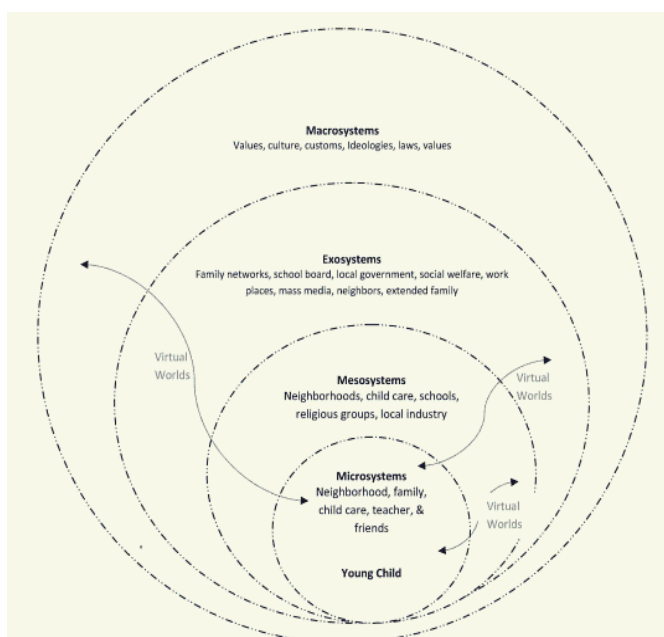 Macrosystems
Values, culture, customs, Ideologies, laws, values
Exosystems
Family networks, school board, local government, social welfare, work
places, mass media, neighbors, extended family
Virtual
Worlds
Mesosystems
Neighborhoods, child care, schools,
religious groups, local industry
Virtual
Worlds
Microsystems
Neighborhood, family,
child care, teacher, &
friends
Virtual
Worlds
Young Child